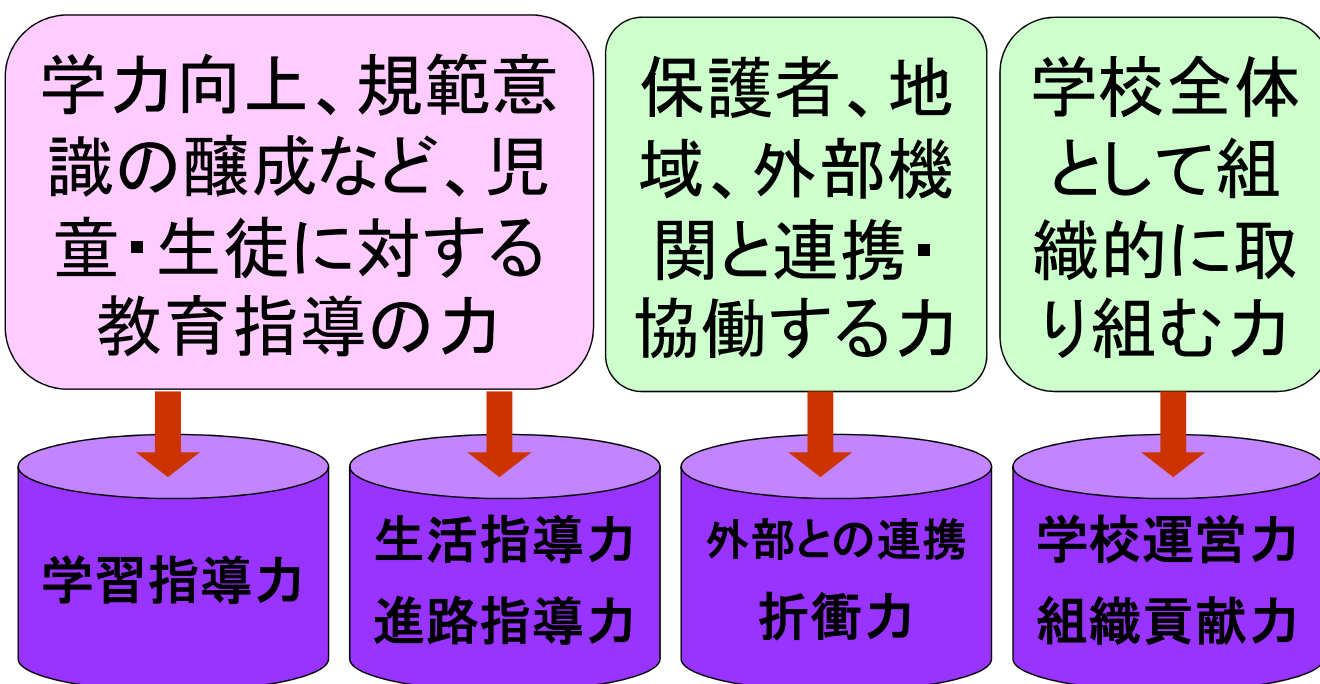 学力向上、規範意
識の醸成など、児
童・生徒に対する
教育指導の力
保護者、地
域、外部機
関と連携・
協働する力
学校全体
として組
織的に取
り組む力
学習指導力
生活指導力
進路指導力
外部との連携
折衝力
学校運営力
組織貢献力